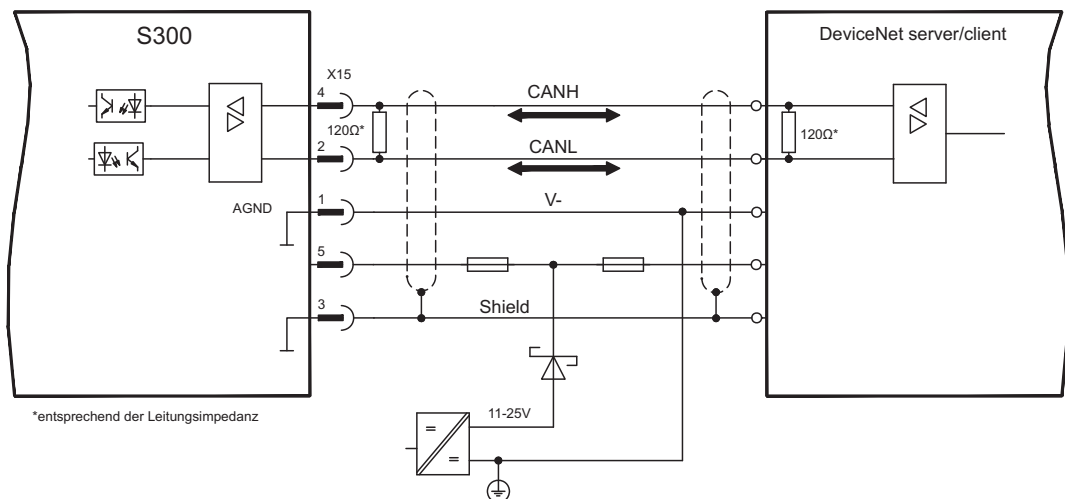 S300
DeviceNet server/client
X15
4
CANH
120Ω*
120Ω*
2
CANL
1
V-
AGND
5
3
Shield
*entsprechend der Leitungsimpedanz
11-25V